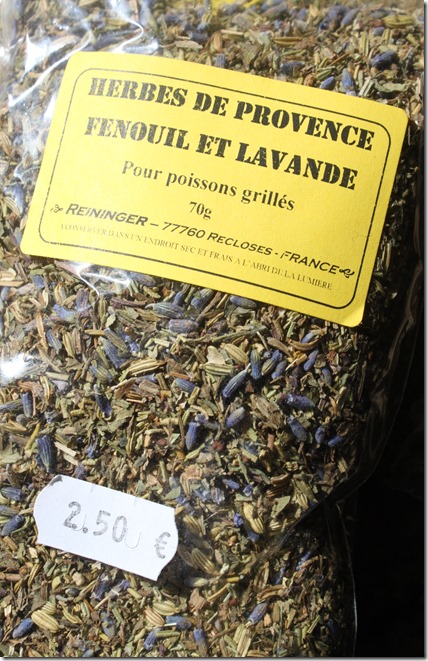 HERBES DE PROVENCE
FENOUIL ET LAVANDE
Pour poissons grillés
70g
REININGER – 77760 RECLOSES - FRANCE
A CONSERVER DANS UN ENDROIT SEC ET FRAIS A L'ABRI DE LA LUMIERE
2.50 €